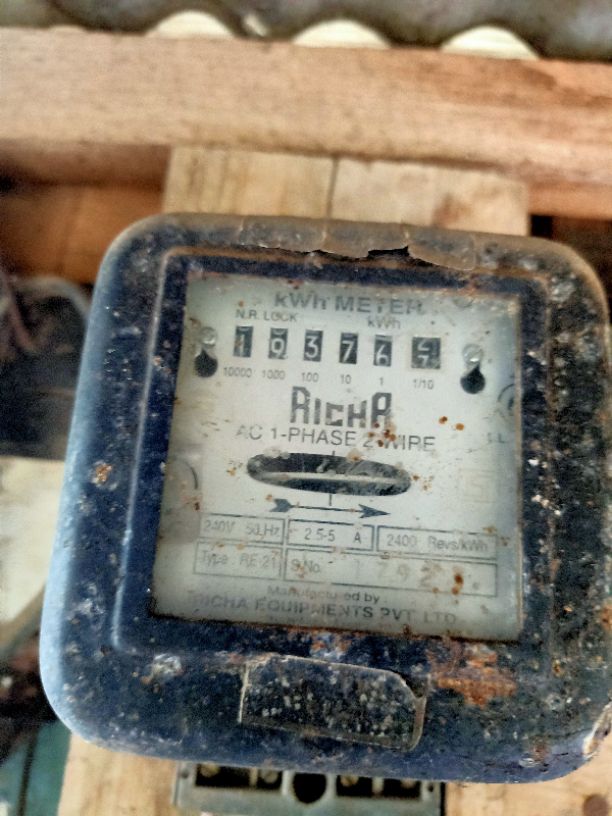 kWh METER
N.R. LOCK kWh
1 9 3 7 6
10000 1000 100 10 1 1/10
RICHA
AC 1-PHASE 2-WIRE
240V 50 Hz 2.5-5 A 2400 Revs/kWh
Type : RE-21 S.No.
Manufactured by :
RICHA EQUIPMENTS PVT. LTD.